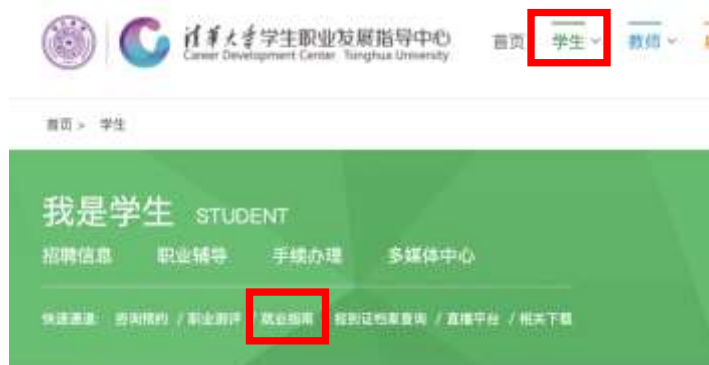 清华大学学生职业发展指导中心
Career Development Center Tsinghua University
首页 学生 教师
首页 > 学生
我是学生 STUDENT
招聘信息 职业辅导 手续办理 多媒体中心
快速通道: 咨询预约 / 职业测评 / 就业指南 / 报到证档案查询 / 直播平台 / 相关下载